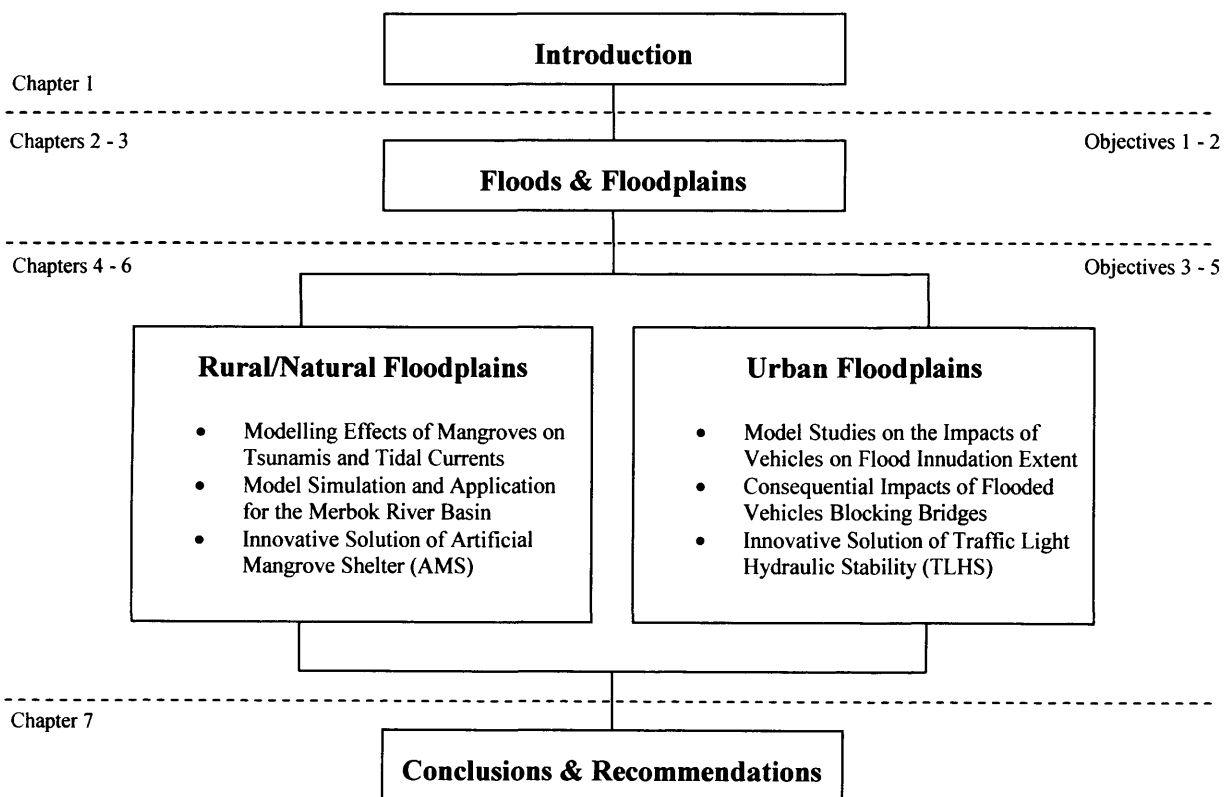 Introduction
Chapter 1
Chapters 2 - 3
Objectives 1 - 2
Floods & Floodplains
Chapters 4 - 6
Objectives 3 - 5
Rural/Natural Floodplains
• Modelling Effects of Mangroves on
Tsunamis and Tidal Currents
• Model Simulation and Application
for the Merbok River Basin
• Innovative Solution of Artificial
Mangrove Shelter (AMS)
Urban Floodplains
• Model Studies on the Impacts of
Vehicles on Flood Innudation Extent
• Consequential Impacts of Flooded
Vehicles Blocking Bridges
• Innovative Solution of Traffic Light
Hydraulic Stability (TLHS)
Chapter 7
Conclusions & Recommendations